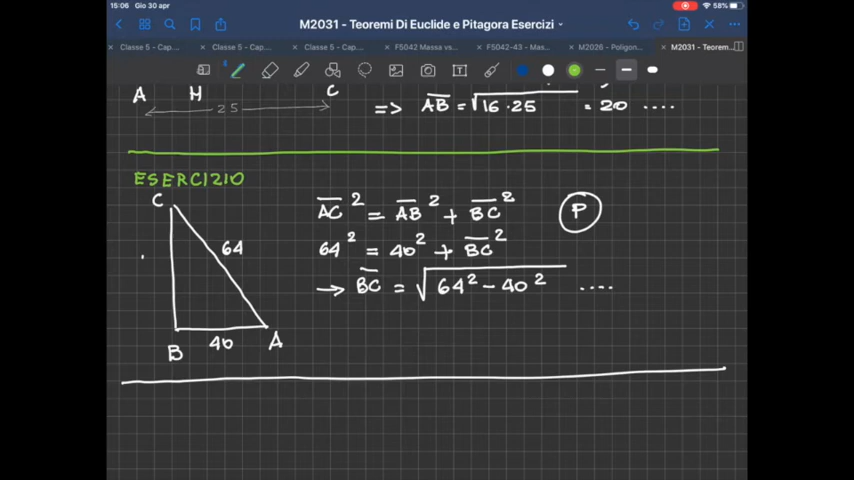 15:06 Gio 30 apr 58%
M2031 - Teoremi Di Euclide e Pitagora Esercizi
Classe 5 - Cap... Classe 5 - Cap... Classe 5 - Cap... F5042 Massa vs... F5042-43 - Mas... M2026 - Poligon... M2031 - Teorem...
A H C
25
=> AB = √16·25 = 20 ....
ESERCIZIO
C
64
B 40 A
AC² = AB² + BC² P
64² = 40² + BC²
→ BC = √64² - 40² ....